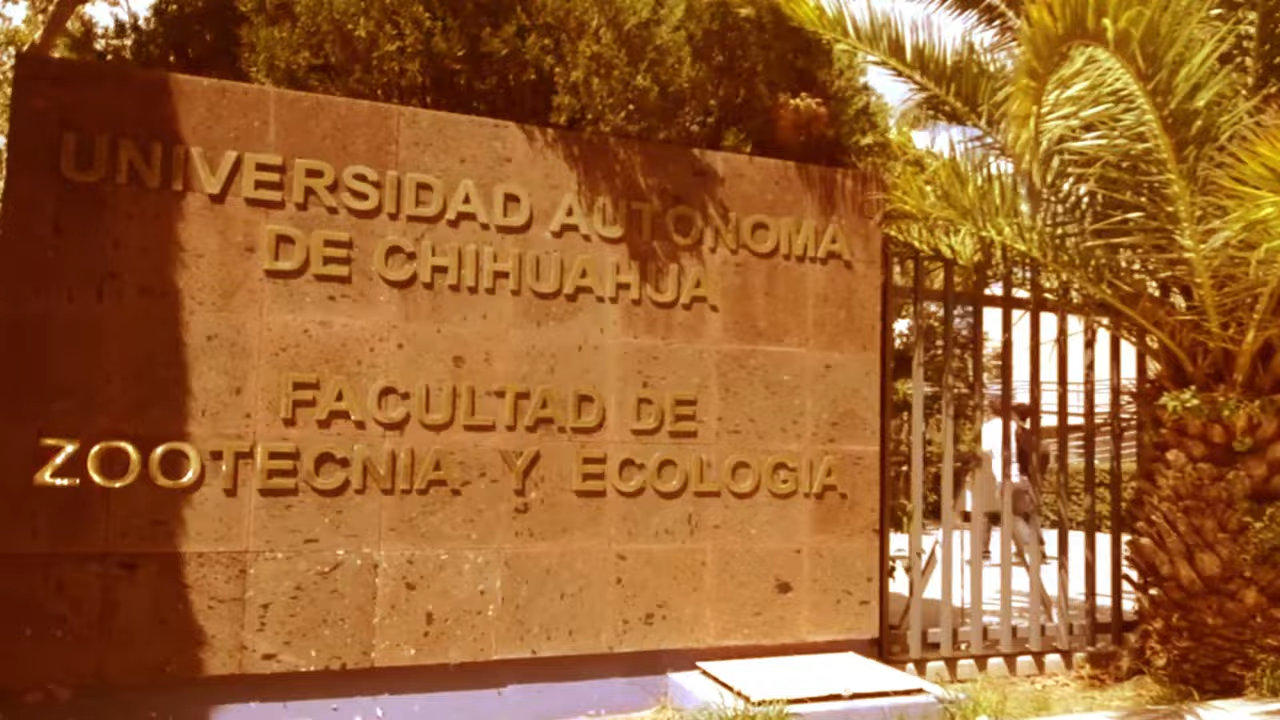 UNIVERSIDAD AUTONOMA
DE CHIHUAHUA
FACULTAD DE
ZOOTECNIA Y ECOLOGIA